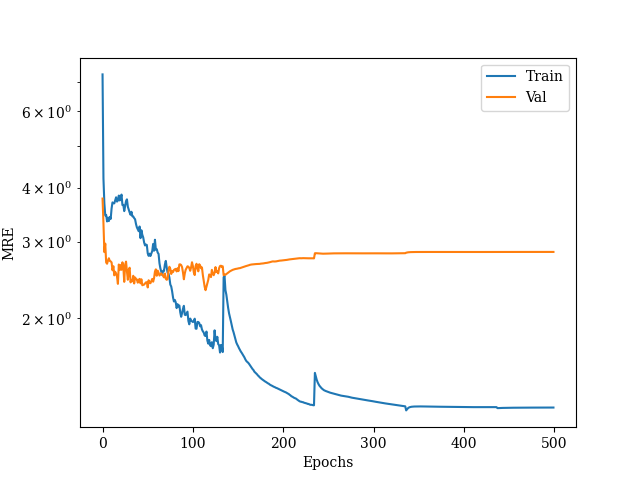 Train
Val
6 × 10⁰
4 × 10⁰
3 × 10⁰
2 × 10⁰
MRE
0 100 200 300 400 500
Epochs